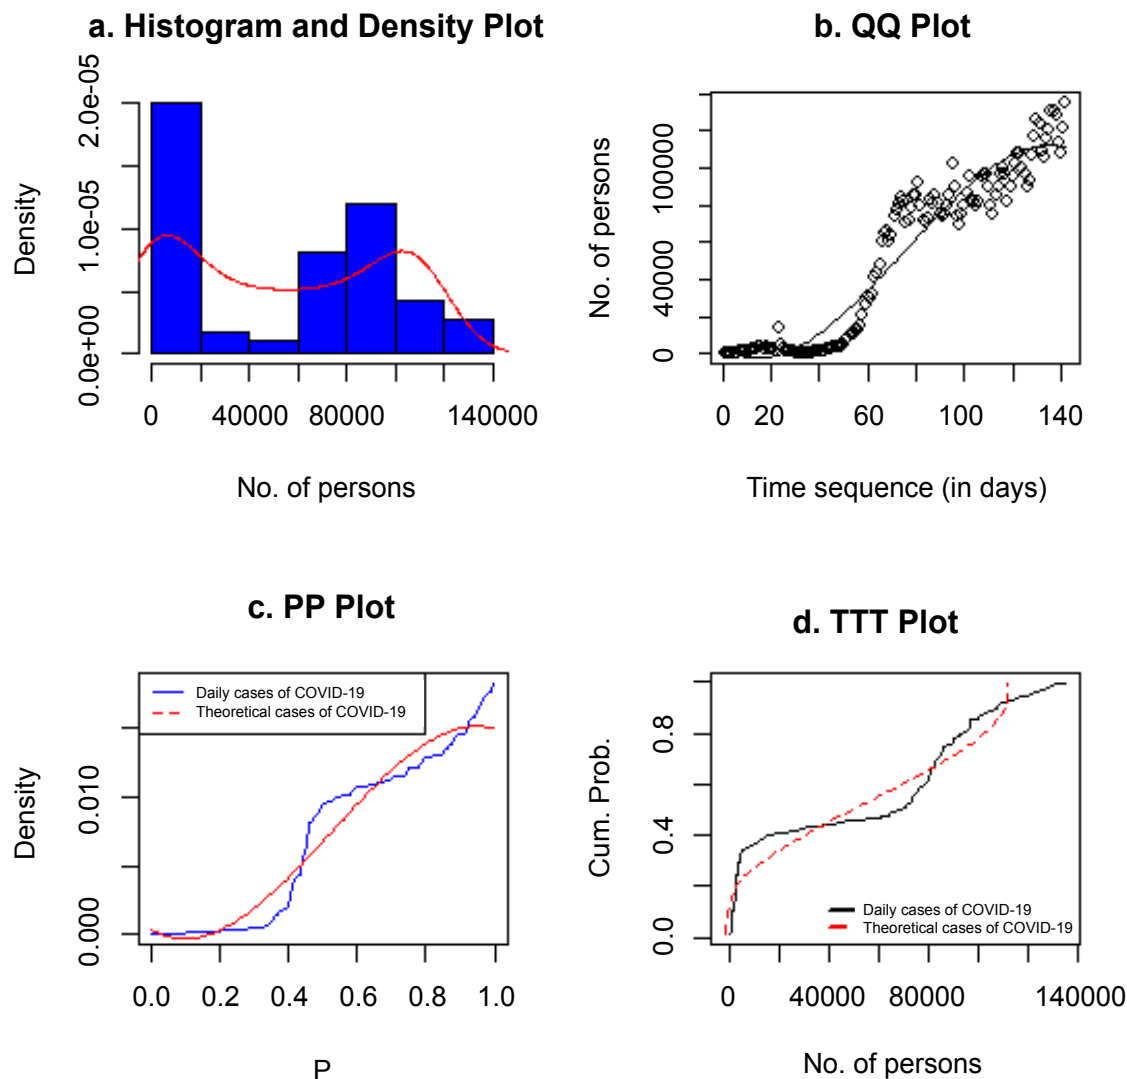 a. Histogram and Density Plot
Density
0.0e+00 1.0e-05 2.0e-05
0 40000 80000 140000
No. of persons
b. QQ Plot
No. of persons
0 40000 100000
0 20 60 100 140
Time sequence (in days)
c. PP Plot
Daily cases of COVID-19
Theoretical cases of COVID-19
Density
0.000 0.010
0.0 0.2 0.4 0.6 0.8 1.0
P
d. TTT Plot
Cum. Prob.
0.0 0.4 0.8
Daily cases of COVID-19
Theoretical cases of COVID-19
0 40000 80000 140000
No. of persons